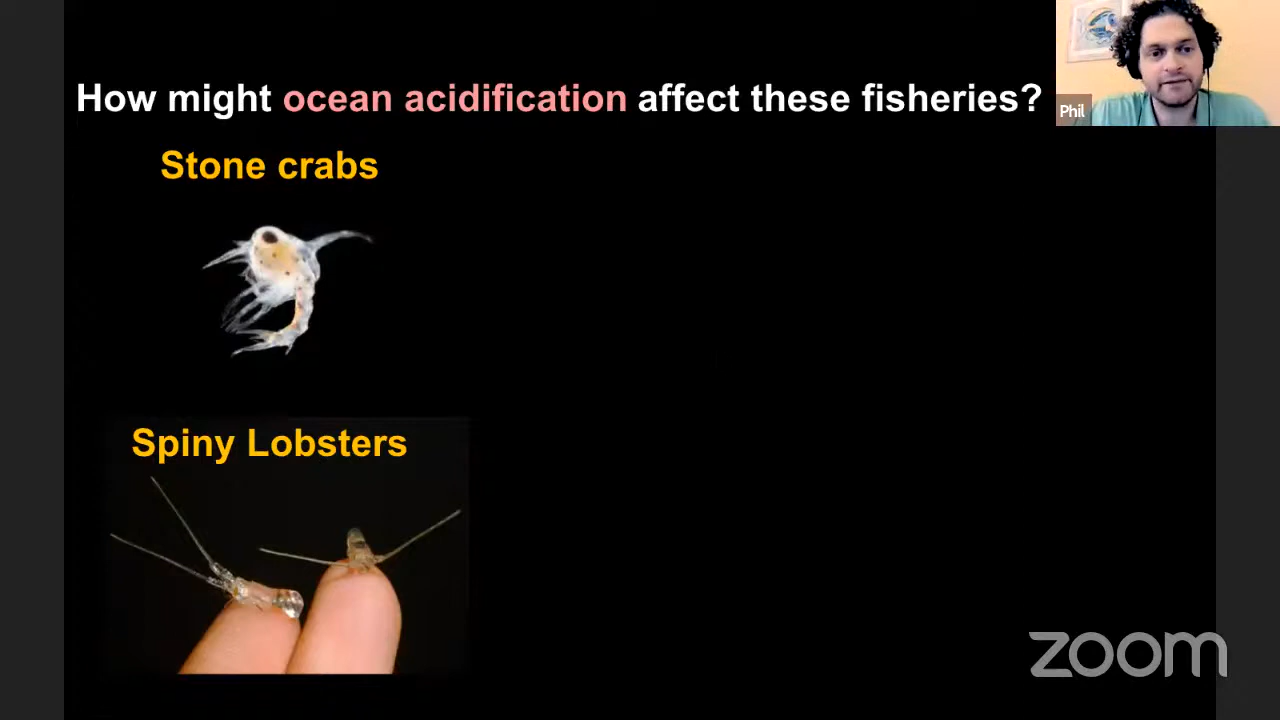 How might ocean acidification affect these fisheries?
Phil
Stone crabs
Spiny Lobsters
zoom